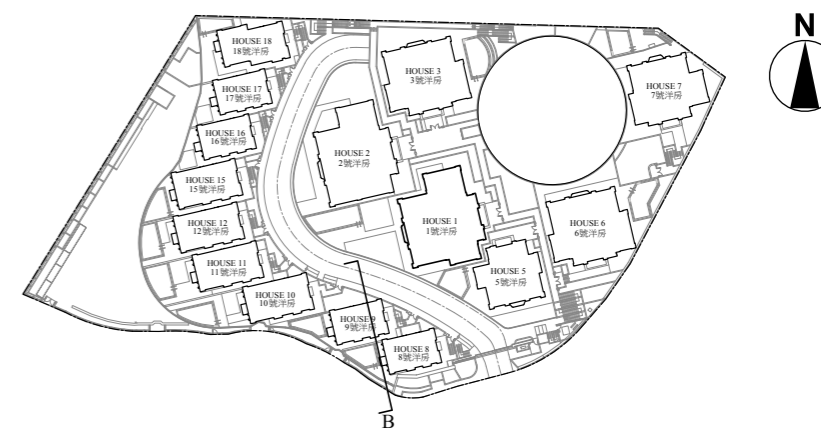 N
HOUSE 18
18號洋房
HOUSE 17
17號洋房
HOUSE 16
16號洋房
HOUSE 15
15號洋房
HOUSE 12
12號洋房
HOUSE 11
11號洋房
HOUSE 10
10號洋房
HOUSE 9
9號洋房
HOUSE 8
8號洋房
HOUSE 3
3號洋房
HOUSE 2
2號洋房
HOUSE 1
1號洋房
HOUSE 5
5號洋房
HOUSE 6
6號洋房
HOUSE 7
7號洋房
B